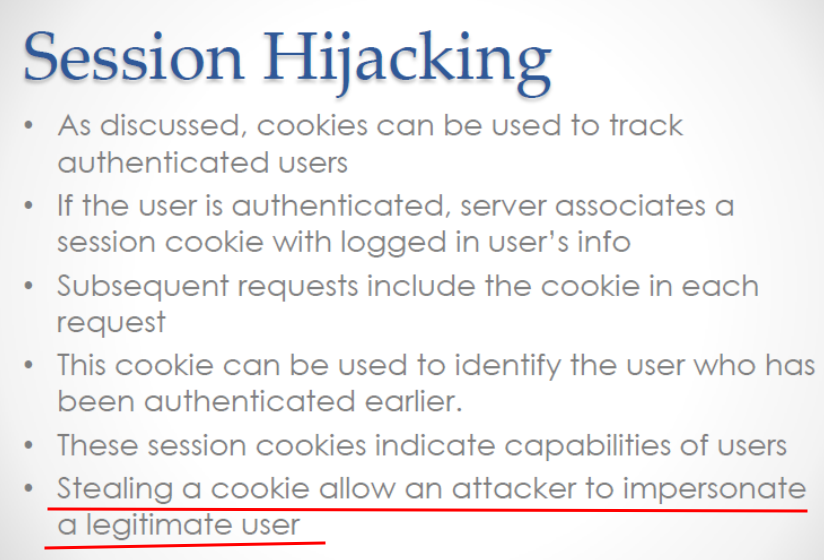 Session Hijacking
• As discussed, cookies can be used to track
authenticated users
• If the user is authenticated, server associates a
session cookie with logged in user's info
• Subsequent requests include the cookie in each
request
• This cookie can be used to identify the user who has
been authenticated earlier.
• These session cookies indicate capabilities of users
• Stealing a cookie allow an attacker to impersonate
a legitimate user